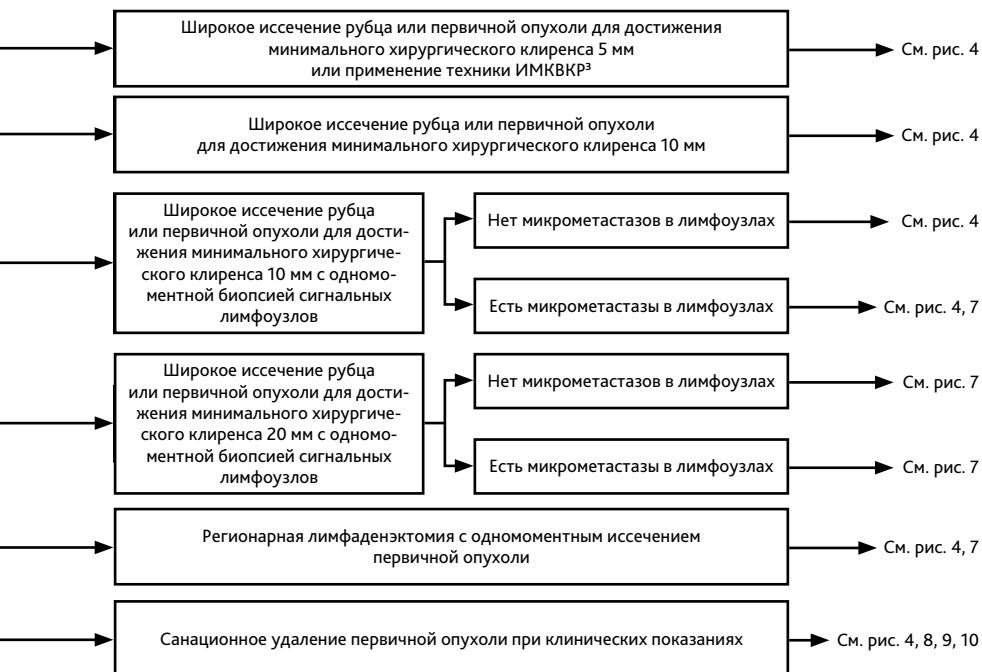 Широкое иссечение рубца или первичной опухоли для достижения
минимального хирургического клиренса 5 мм
или применение техники ИМКВКР³
См. рис. 4
Широкое иссечение рубца или первичной опухоли
для достижения минимального хирургического клиренса 10 мм
См. рис. 4
Широкое иссечение рубца
или первичной опухоли для дости-
жения минимального хирургиче-
ского клиренса 10 мм с одномо-
ментной биопсией сигнальных
лимфоузлов
Нет микрометастазов в лимфоузлах
См. рис. 4
Есть микрометастазы в лимфоузлах
См. рис. 4, 7
Широкое иссечение рубца
или первичной опухоли для дости-
жения минимального хирургиче-
ского клиренса 20 мм с одномо-
ментной биопсией сигнальных
лимфоузлов
Нет микрометастазов в лимфоузлах
См. рис. 7
Есть микрометастазы в лимфоузлах
См. рис. 7
Регионарная лимфаденэктомия с одномоментным иссечением
первичной опухоли
См. рис. 4, 7
Санационное удаление первичной опухоли при клинических показаниях
См. рис. 4, 8, 9, 10